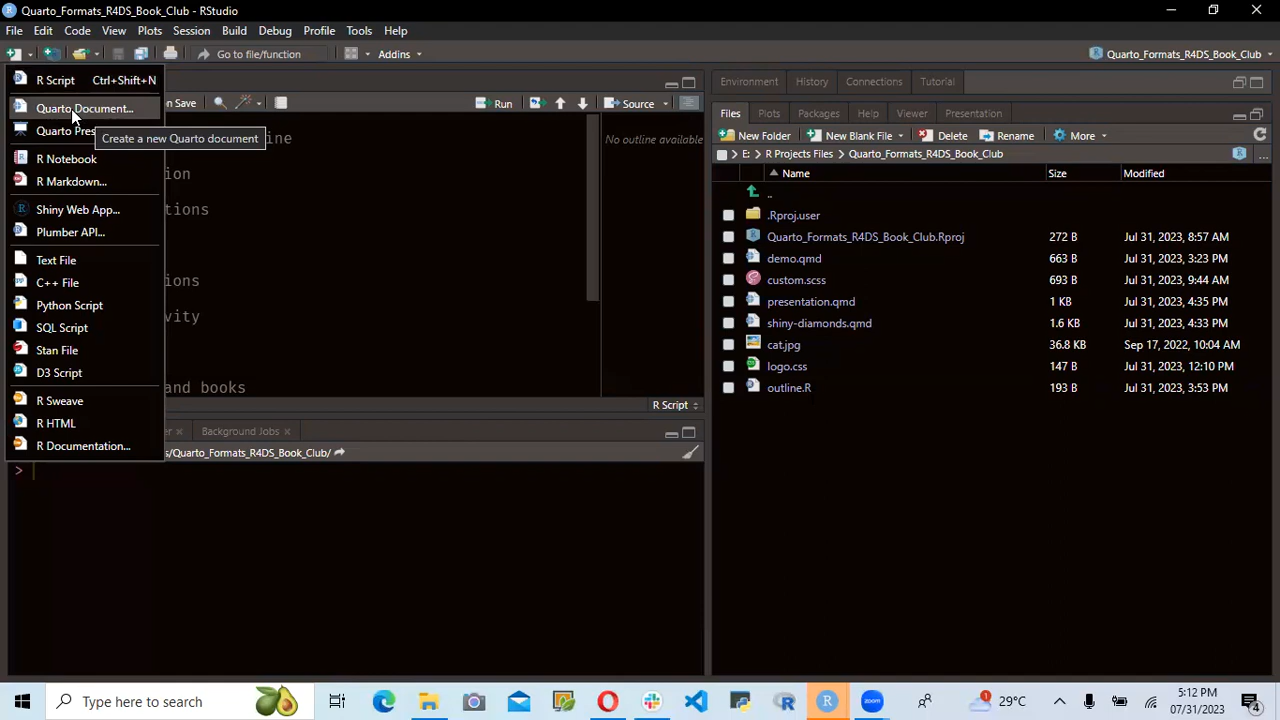 Quarto_Formats_R4DS_Book_Club - RStudio
File Edit Code View Plots Session Build Debug Profile Tools Help
Go to file/function Addins Quarto_Formats_R4DS_Book_Club
R Script Ctrl+Shift+N
Quarto Document...
Quarto Pres
Create a new Quarto document
R Notebook
R Markdown...
Shiny Web App...
Plumber API...
Text File
C++ File
Python Script
SQL Script
Stan File
D3 Script
R Sweave
R HTML
R Documentation...
on Save Run Source
ine
ion
tions
ions
vity
and books
No outline available
R Script
Background Jobs
s/Quarto_Formats_R4DS_Book_Club/
>
Environment History Connections Tutorial
Files Plots Packages Help Viewer Presentation
New Folder New Blank File Delete Rename More
E: R Projects Files Quarto_Formats_R4DS_Book_Club
Name Size Modified
..
.Rproj.user
Quarto_Formats_R4DS_Book_Club.Rproj 272 B Jul 31, 2023, 8:57 AM
demo.qmd 663 B Jul 31, 2023, 3:23 PM
custom.scss 693 B Jul 31, 2023, 9:44 AM
presentation.qmd 1 KB Jul 31, 2023, 4:35 PM
shiny-diamonds.qmd 1.6 KB Jul 31, 2023, 4:33 PM
cat.jpg 36.8 KB Sep 17, 2022, 10:04 AM
logo.css 147 B Jul 31, 2023, 12:10 PM
outline.R 193 B Jul 31, 2023, 3:53 PM
Type here to search
zoom
1
29°C
5:12 PM
07/31/2023
4